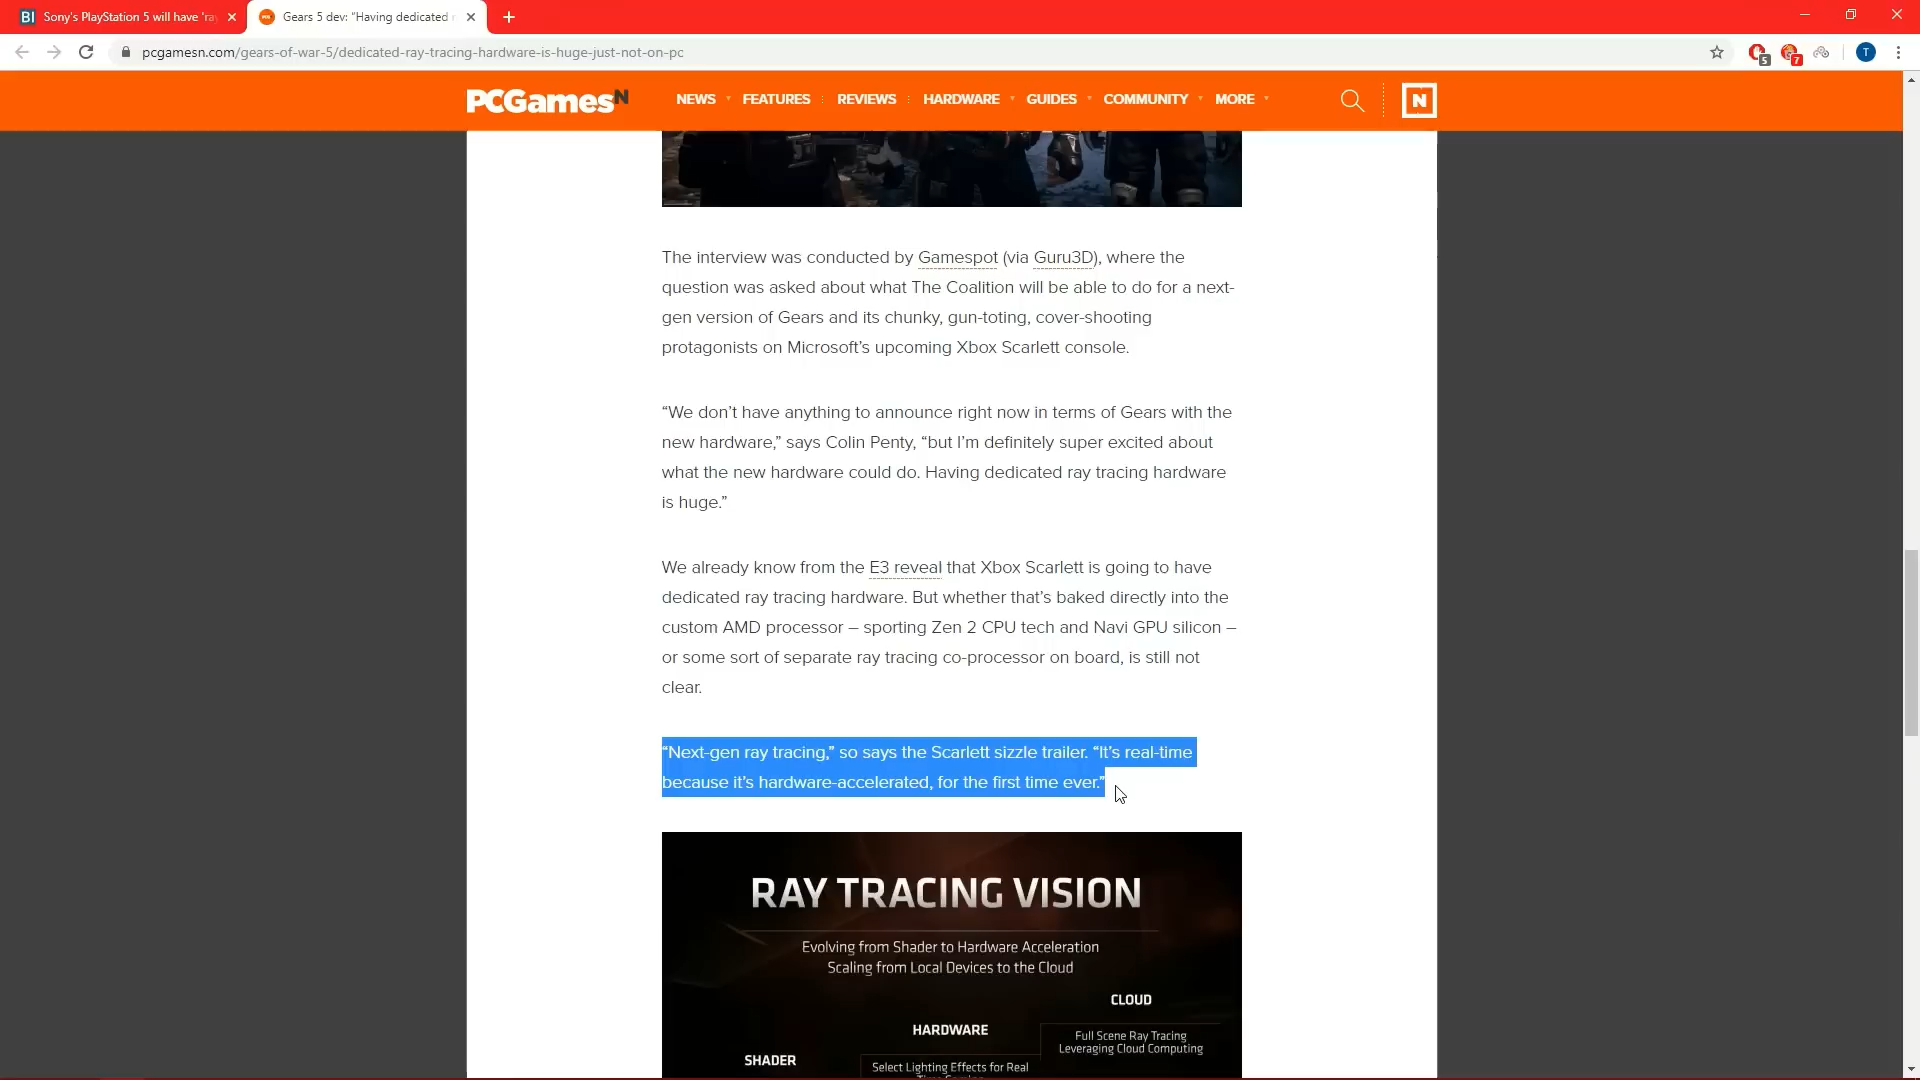 BI Sony's PlayStation 5 will have 'ra
Gears 5 dev: “Having dedicated
pcgamesn.com/gears-of-war-5/dedicated-ray-tracing-hardware-is-huge-just-not-on-pc
5
7
T
PCGamesN
NEWS FEATURES REVIEWS HARDWARE GUIDES COMMUNITY MORE
N
The interview was conducted by Gamespot (via Guru3D), where the
question was asked about what The Coalition will be able to do for a next-
gen version of Gears and its chunky, gun-toting, cover-shooting
protagonists on Microsoft’s upcoming Xbox Scarlett console.
“We don’t have anything to announce right now in terms of Gears with the
new hardware,” says Colin Penty, “but I’m definitely super excited about
what the new hardware could do. Having dedicated ray tracing hardware
is huge.”
We already know from the E3 reveal that Xbox Scarlett is going to have
dedicated ray tracing hardware. But whether that’s baked directly into the
custom AMD processor – sporting Zen 2 CPU tech and Navi GPU silicon –
or some sort of separate ray tracing co-processor on board, is still not
clear.
“Next-gen ray tracing,” so says the Scarlett sizzle trailer. “It’s real-time
because it’s hardware-accelerated, for the first time ever.”
RAY TRACING VISION
Evolving from Shader to Hardware Acceleration
Scaling from Local Devices to the Cloud
CLOUD
Full Scene Ray Tracing
Leveraging Cloud Computing
HARDWARE
Select Lighting Effects for Real
SHADER